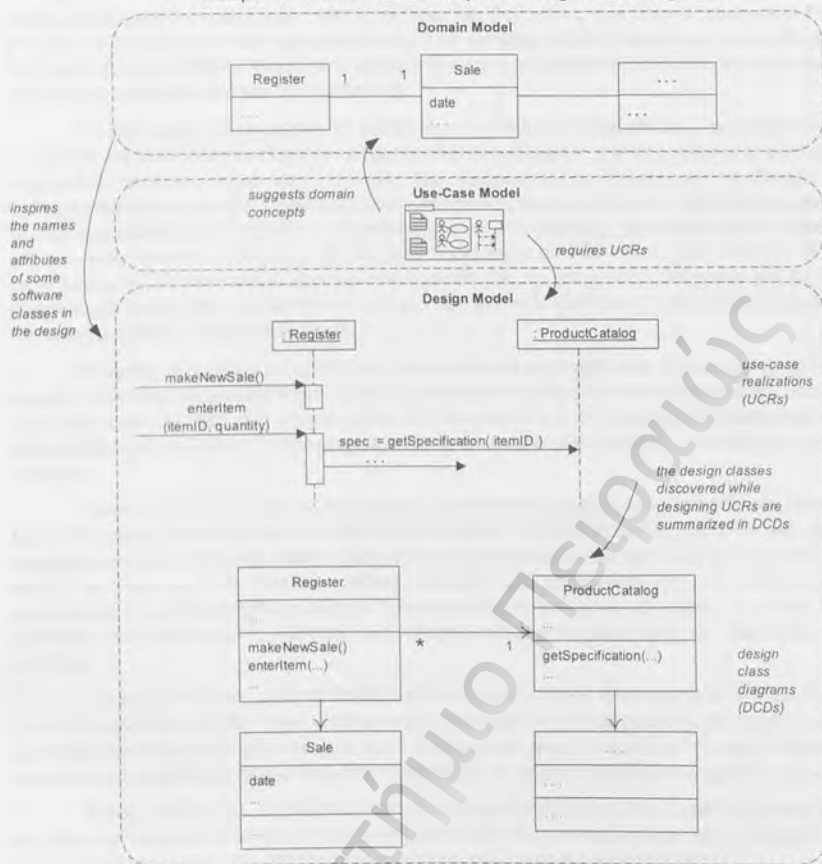 Domain Model
Register
1
1
Sale
. . .
....
date
. . .
. . .
suggests domain
concepts
Use-Case Model
inspires
the names
and
attributes
of some
software
classes in
the design
requires UCRs
Design Model
: Register
: ProductCatalog
makeNewSale()
enterItem
(itemID, quantity)
spec := getSpecification( itemID )
. . .
use-case
realizations
(UCRs)
the design classes
discovered while
designing UCRs are
summarized in DCDs
Register
...
makeNewSale()
enterItem(...)
...
*
1
ProductCatalog
...
getSpecification(...)
...
design
class
diagrams
(DCDs)
Sale
date
...
....
. . .
....
....
Πειραιώς